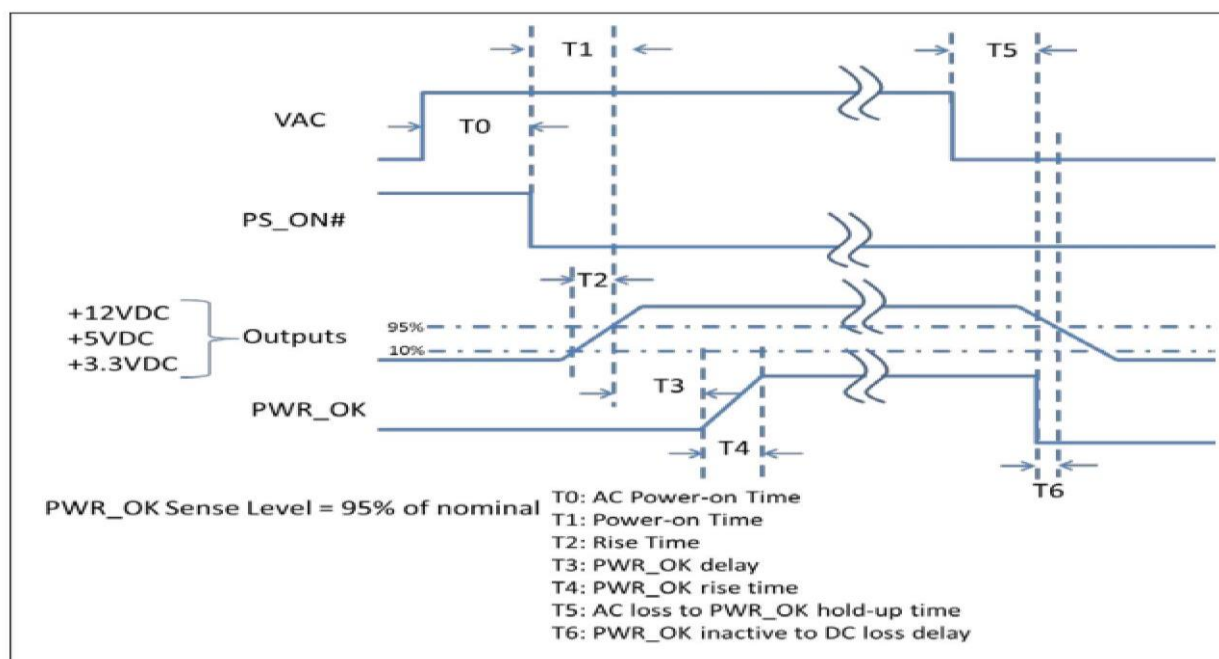 T1
T5
VAC
T0
PS_ON#
T2
+12VDC
+5VDC
+3.3VDC
Outputs
95%
10%
T3
PWR_OK
T4
T6
PWR_OK Sense Level = 95% of nominal
T0: AC Power-on Time
T1: Power-on Time
T2: Rise Time
T3: PWR_OK delay
T4: PWR_OK rise time
T5: AC loss to PWR_OK hold-up time
T6: PWR_OK inactive to DC loss delay